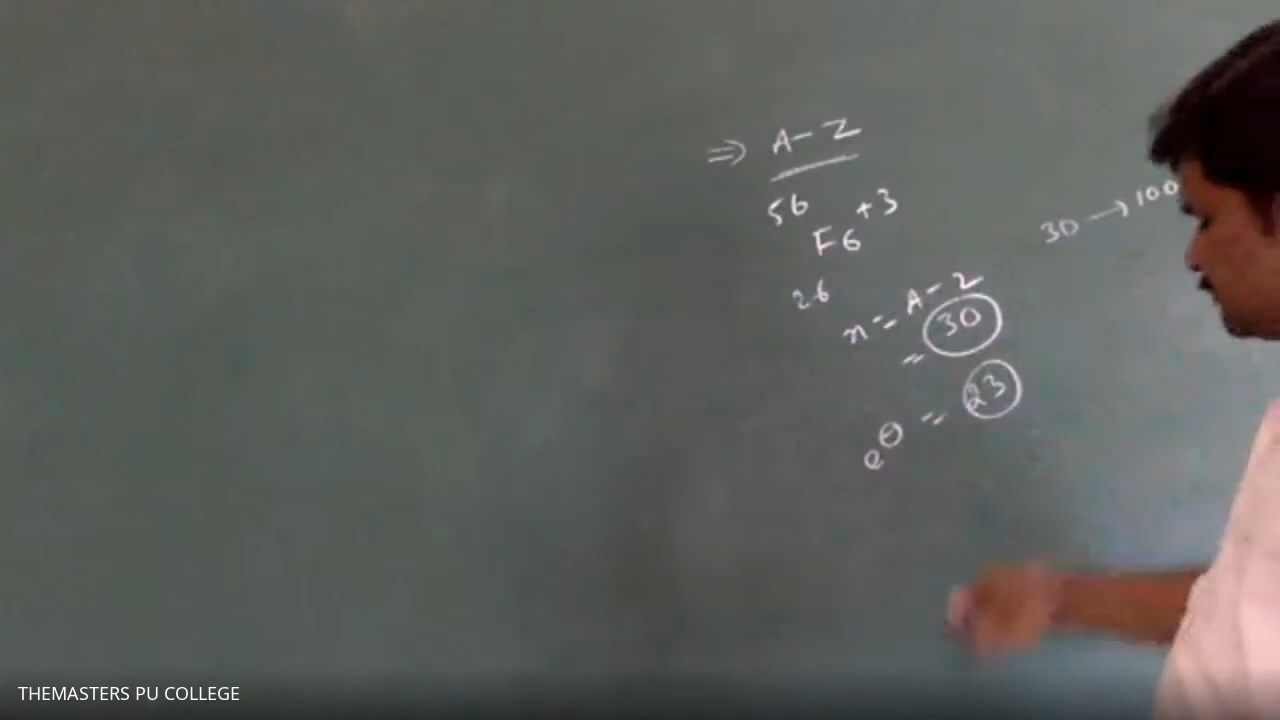 ⇒ A - Z
56
Fe +3
26
n = A - Z
= 30
e⊖ = 23
30 → 100
THEMASTERS PU COLLEGE